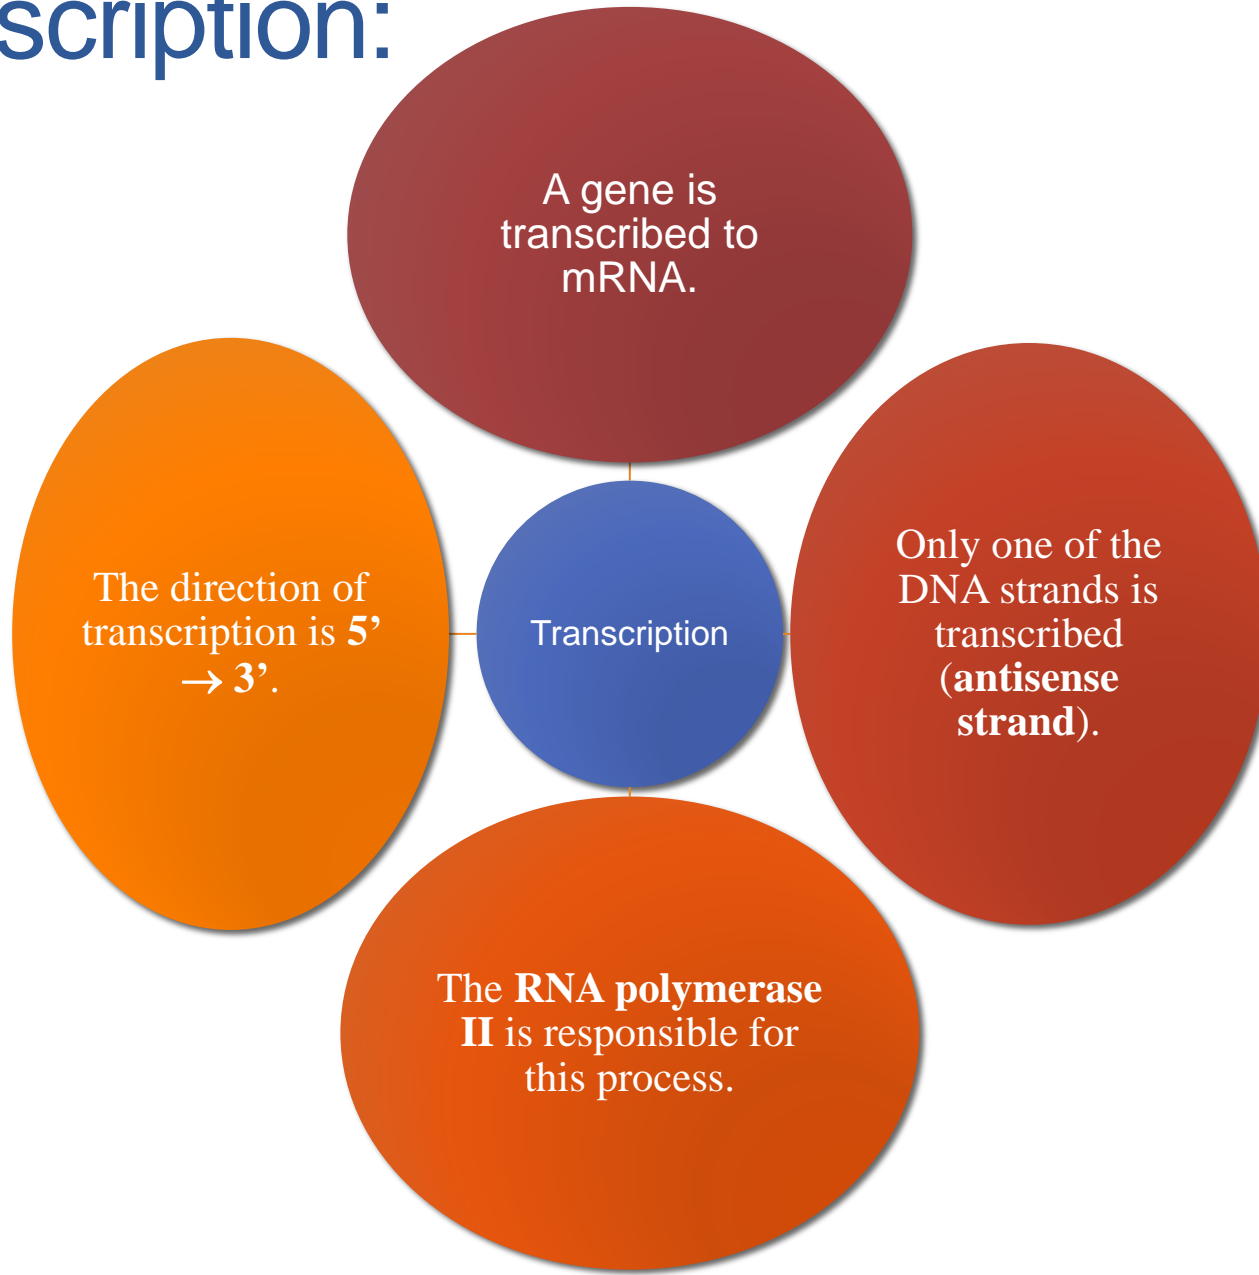 scription:
A gene is
transcribed to
mRNA.
The direction of
transcription is 5’
→ 3’.
Transcription
Only one of the
DNA strands is
transcribed
(antisense
strand).
The RNA polymerase
II is responsible for
this process.